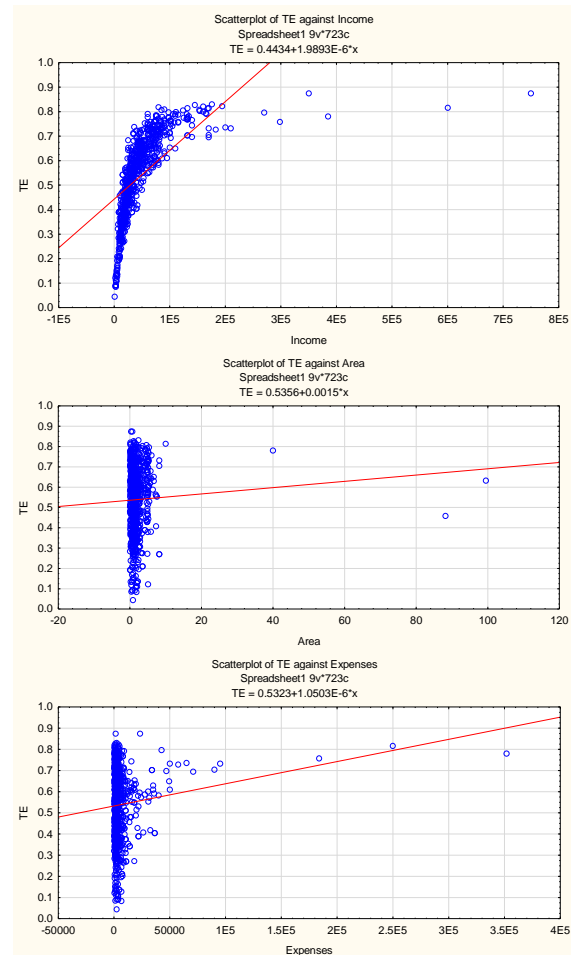 Scatterplot of TE against Income
Spreadsheet1 9v*723c
TE = 0.4434+1.9893E-6*x
1.0
0.9
0.8
0.7
0.6
0.5
0.4
0.3
0.2
0.1
0.0
TE
-1E5 0 1E5 2E5 3E5 4E5 5E5 6E5 7E5 8E5
Income
Scatterplot of TE against Area
Spreadsheet1 9v*723c
TE = 0.5356+0.0015*x
1.0
0.9
0.8
0.7
0.6
0.5
0.4
0.3
0.2
0.1
0.0
TE
-20 0 20 40 60 80 100 120
Area
Scatterplot of TE against Expenses
Spreadsheet1 9v*723c
TE = 0.5323+1.0503E-6*x
1.0
0.9
0.8
0.7
0.6
0.5
0.4
0.3
0.2
0.1
0.0
TE
-50000 0 50000 1E5 1.5E5 2E5 2.5E5 3E5 3.5E5 4E5
Expenses